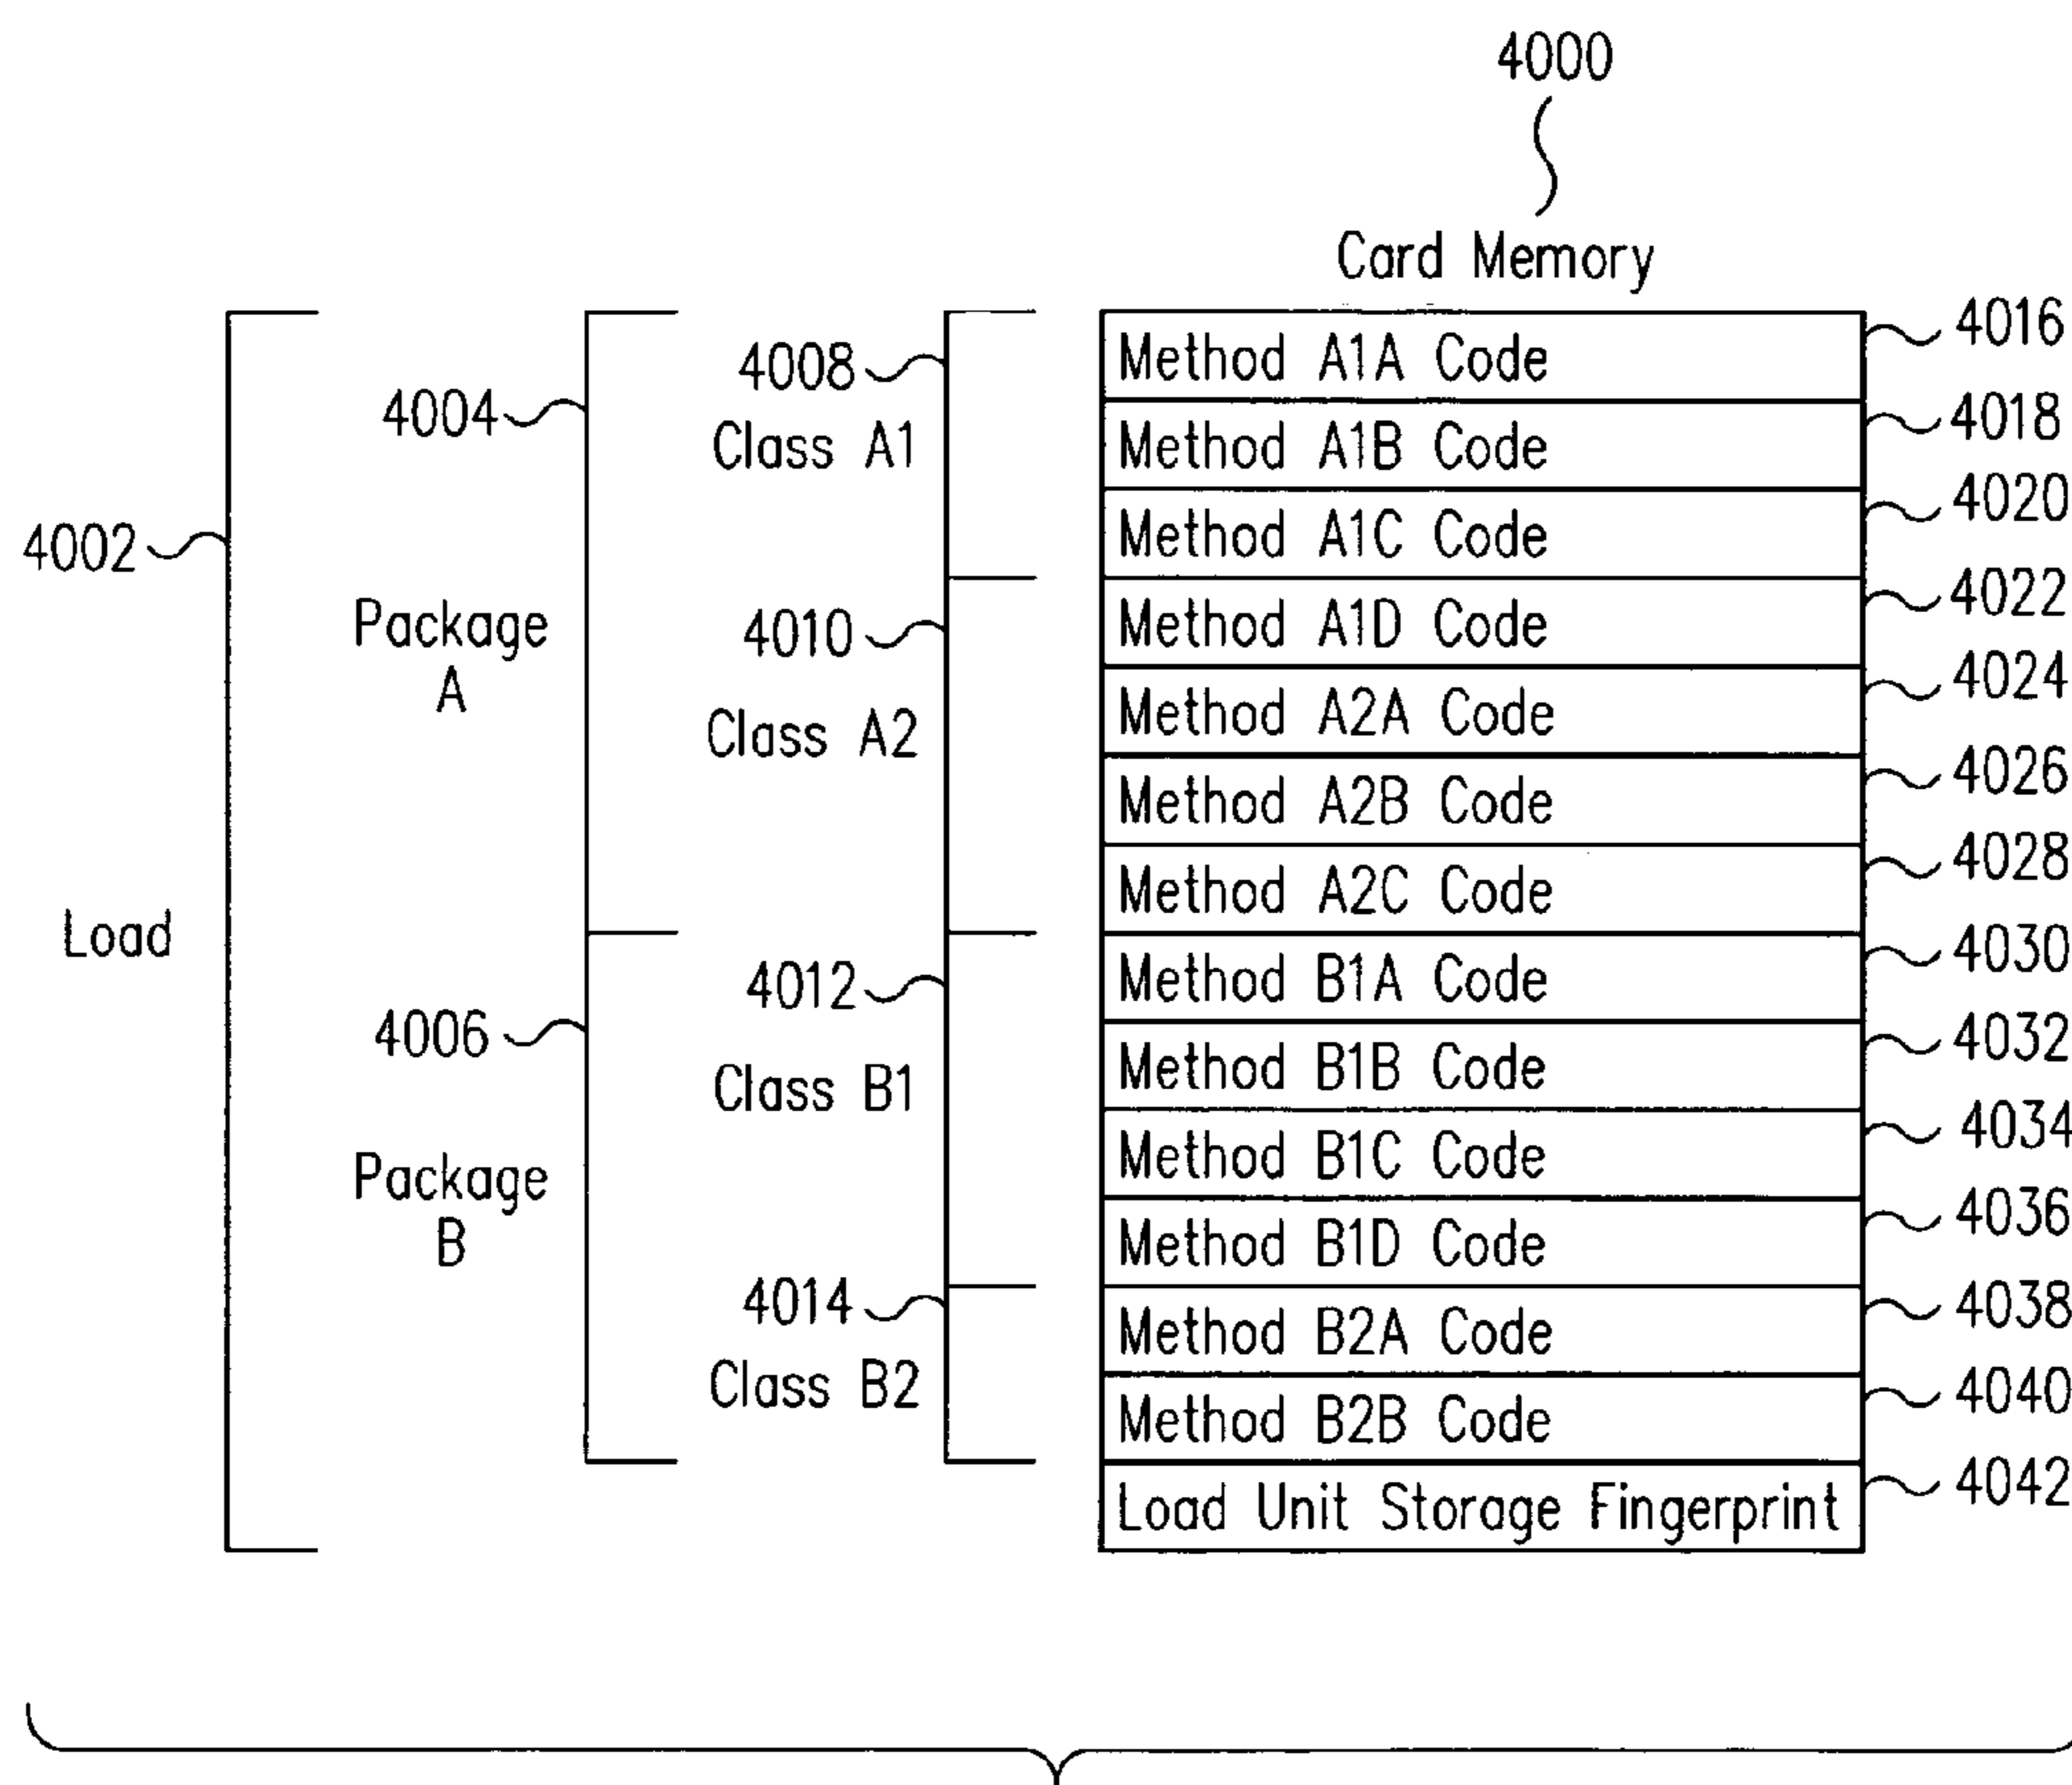 4000
Card Memory
4016
4008
Method A1A Code
4004
4018
Class A1
Method A1B Code
4020
4002
Method A1C Code
4022
Package
A
4010
Method A1D Code
4024
Class A2
Method A2A Code
4026
Method A2B Code
4028
Load
Method A2C Code
4030
4012
Method B1A Code
4006
4032
Class B1
Method B1B Code
4034
Package
B
Method B1C Code
4036
Method B1D Code
4014
4038
Class B2
Method B2A Code
4040
Method B2B Code
4042
Load Unit Storage Fingerprint